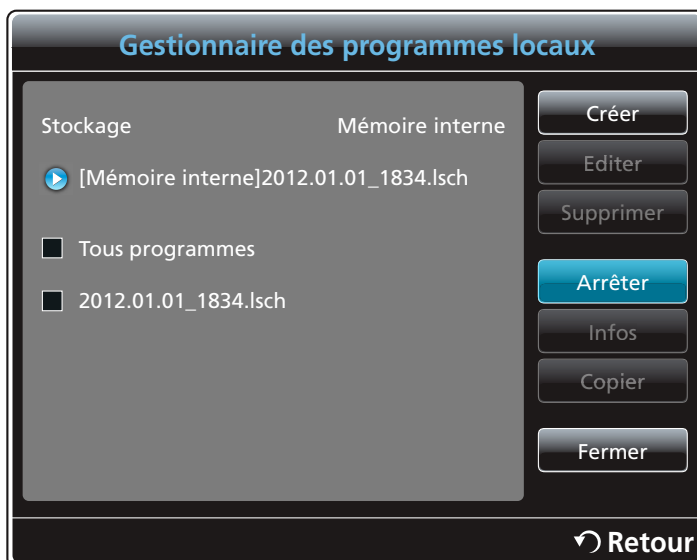 Gestionnaire des programmes locaux
Stockage Mémoire interne
[Mémoire interne]2012.01.01_1834.lsch
Tous programmes
2012.01.01_1834.lsch
Créer
Editer
Supprimer
Arrêter
Infos
Copier
Fermer
Retour